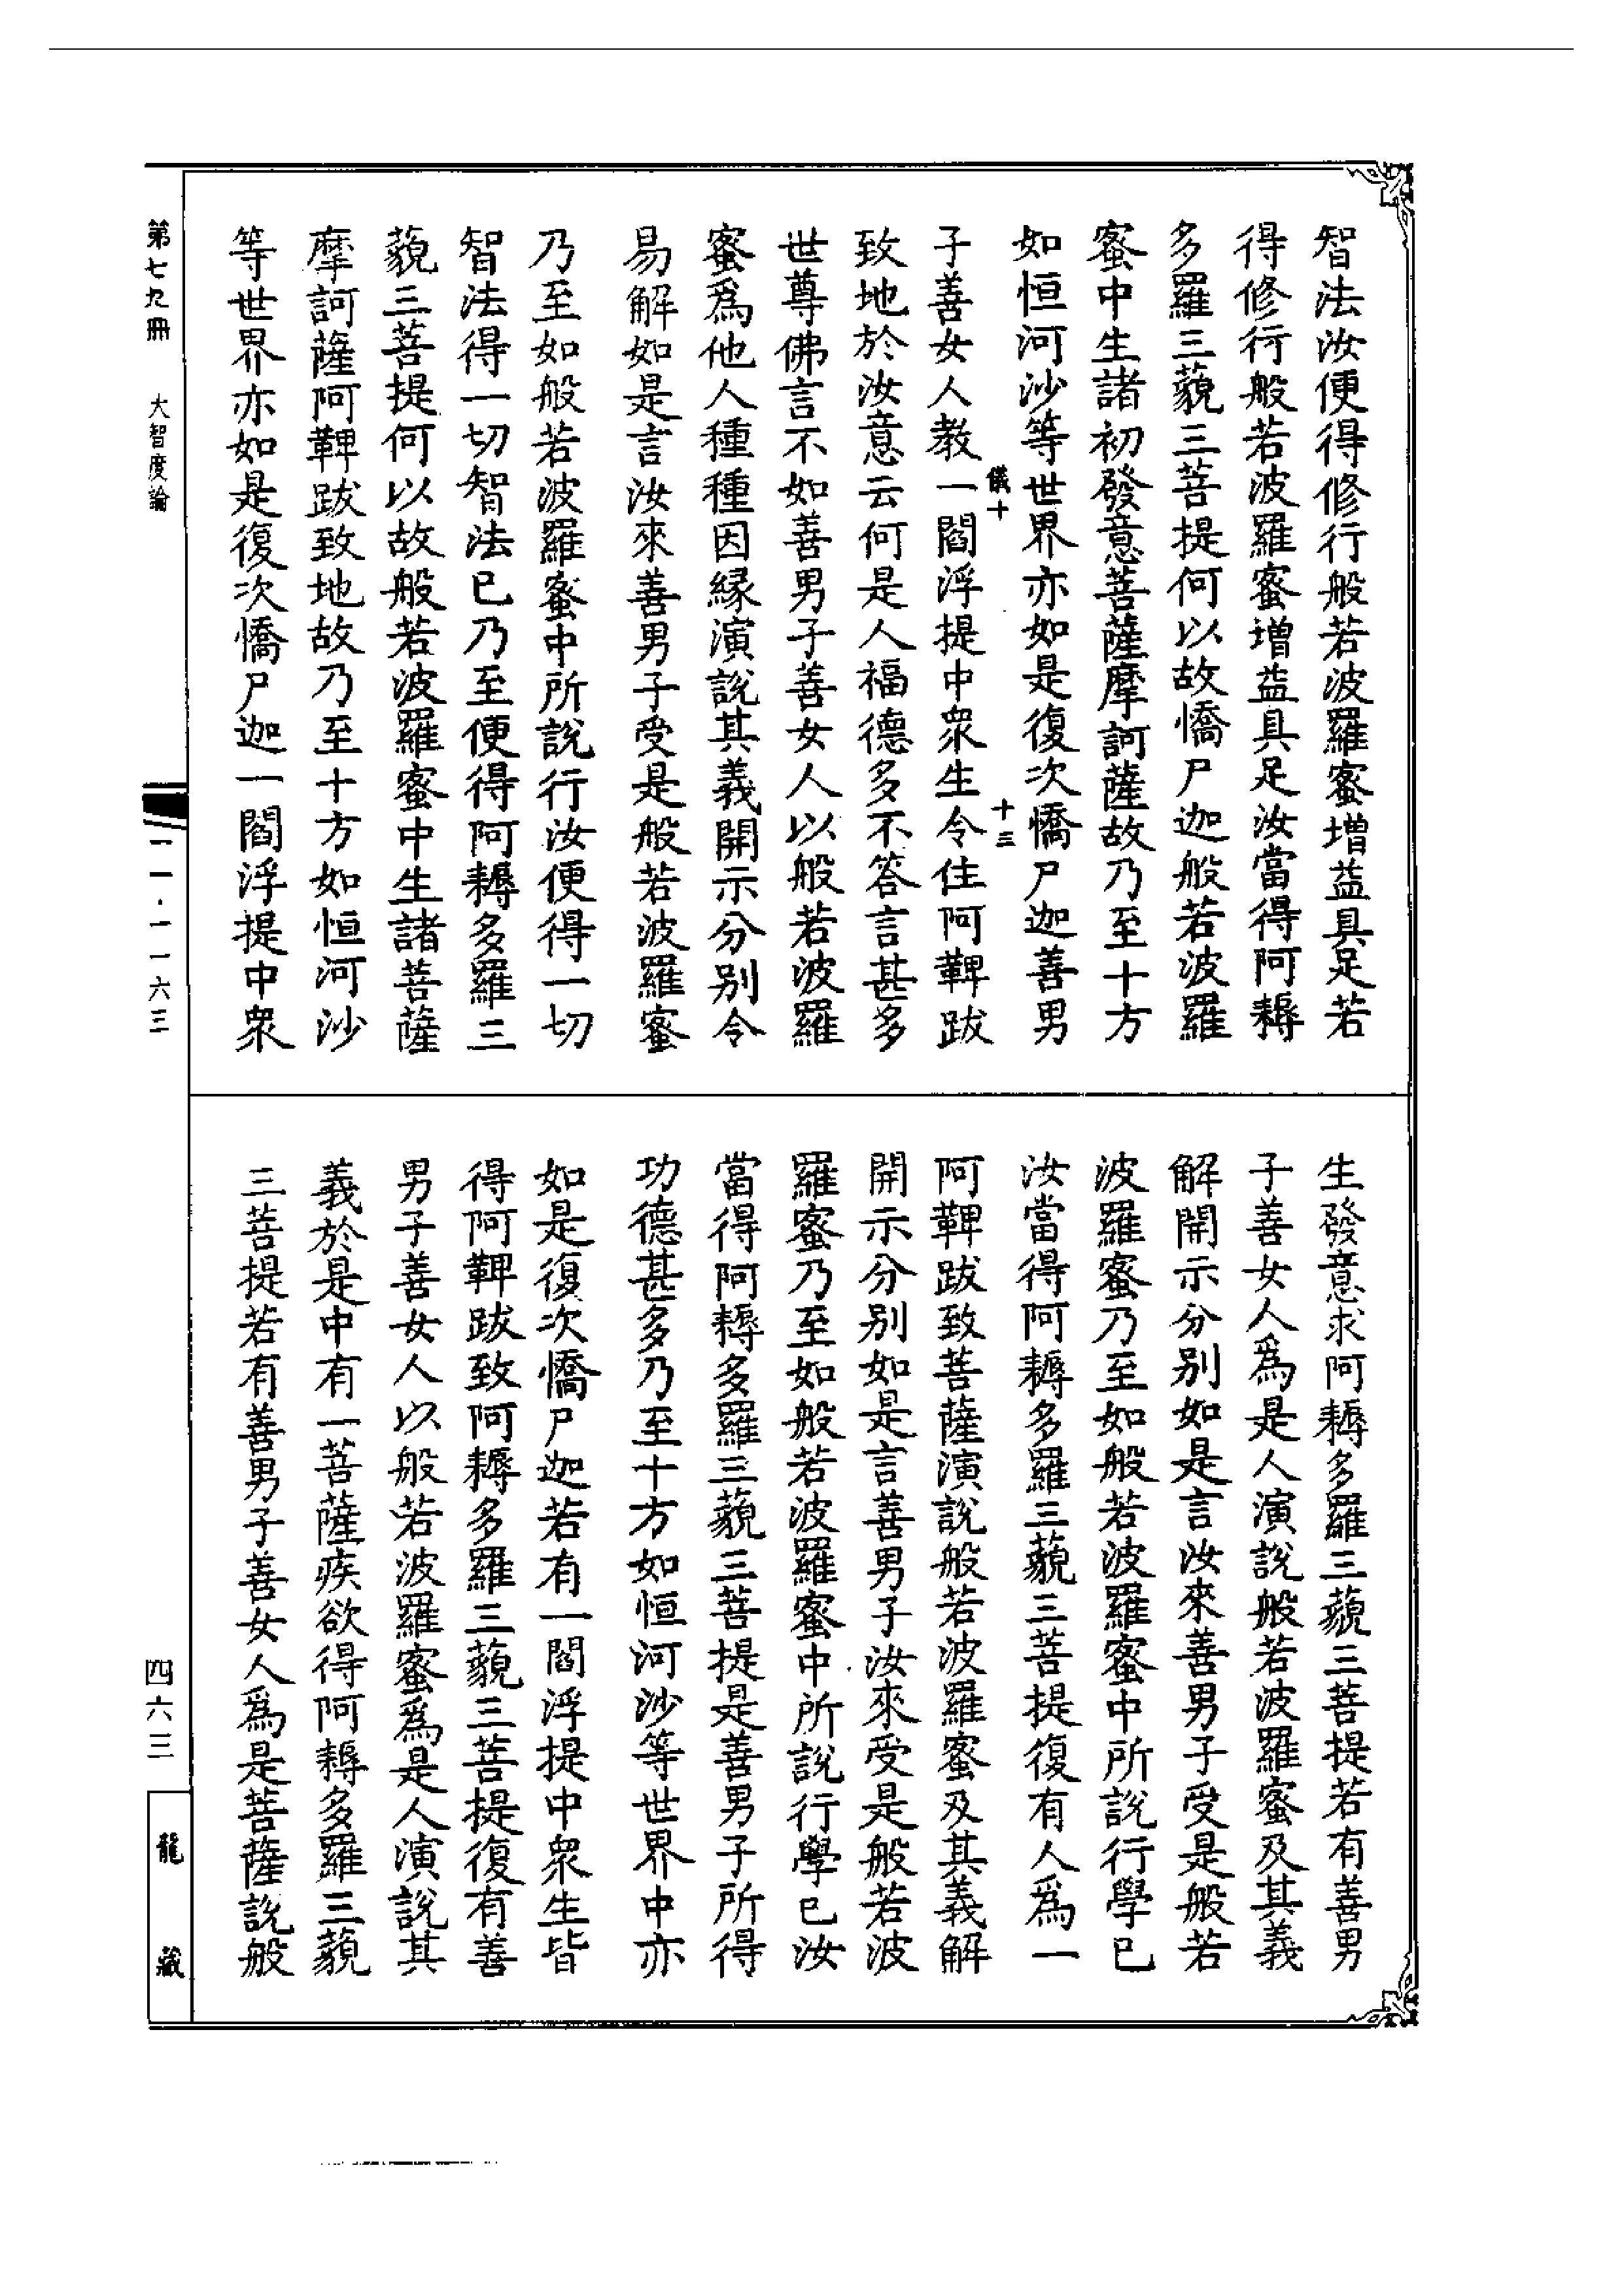 智法汝便得修行般若波羅蜜增益具足若
得修行般若波羅蜜增益具足汝當得阿耨
多羅三藐三菩提何以故憍尸迦般若波羅
蜜中生諸初發意菩薩摩訶薩故乃至十方
如恒河沙等世界亦如是復次憍尸迦善男
儀十
十三
子善女人教一閻浮提中衆生令住阿鞞跋
致地於汝意云何是人福德多不答言甚多
世尊佛言不如善男子善女人以般若波羅
蜜爲他人種種因緣演說其義開示分別令
易解如是言汝來善男子受是般若波羅蜜
乃至如般若波羅蜜中所說行汝便得一切
智法得一切智法已乃至便得阿耨多羅三
藐三菩提何以故般若波羅蜜中生諸菩薩
摩訶薩阿鞞跋致地故乃至十方如恒河沙
等世界亦如是復次憍尸迦一閻浮提中衆
生發意求阿耨多羅三藐三菩提若有善男
子善女人爲是人演說般若波羅蜜及其義
解開示分別如是言汝來善男子受是般若
波羅蜜乃至如般若波羅蜜中所說行學已
汝當得阿耨多羅三藐三菩提復有人爲一
阿鞞跋致菩薩演說般若波羅蜜及其義解
開示分別如是言善男子汝來受是般若波
羅蜜乃至如般若波羅蜜中所說行學已汝
當得阿耨多羅三藐三菩提是善男子所得
功德甚多乃至十方如恒河沙等世界中亦
如是復次憍尸迦若有一閻浮提中衆生皆
得阿鞞跋致阿耨多羅三藐三菩提復有善
男子善女人以般若波羅蜜爲是人演說其
義於是中有一菩薩疾欲得阿耨多羅三藐
三菩提若有善男子善女人爲是菩薩說般
第七九冊
大智度論
一一·一一六三
四六三
龍藏